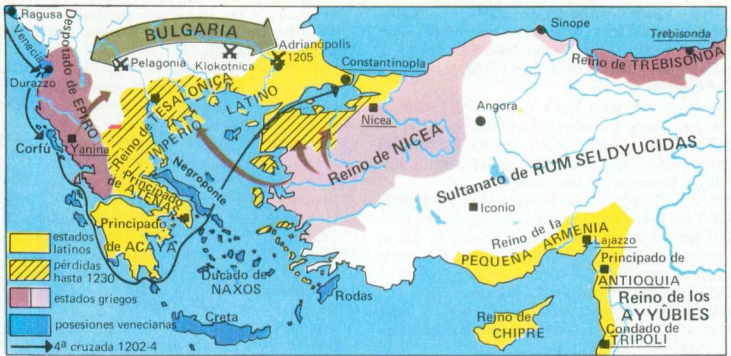 Ragusa
Venecia
Durazzo
Despotado de EPIRO
BULGARIA
Pelagonia
Klokotnica
Adrianópolis
1205
Constantinopla
Sinope
Trebisonda
Reino de TREBISONDA
Reino de TESALONICA
IMPERIO
LATINO
Nicea
Reino de NICEA
Angora
Sultanato de RUM SELDYUCIDAS
Corfú
Yanina
Negroponte
Principado
de ATENAS
Iconio
Principado
de ACAYA
Reino de la
PEQUEÑA ARMENIA
Lajazzo
Principado de
ANTIOQUIA
Reino de los
AYYÛBIES
Condado de
TRIPOLI
Reino de
CHIPRE
Ducado de
NAXOS
Rodas
Creta
estados
latinos
pérdidas
hasta 1230
estados griegos
posesiones venecianas
4ª cruzada 1202-4